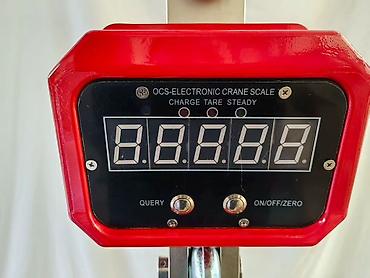 OCS-ELECTRONIC CRANE SCALE
CHARGE TARE STEADY
8.8.8.8.8.
QUERY ON/OFF/ZERO